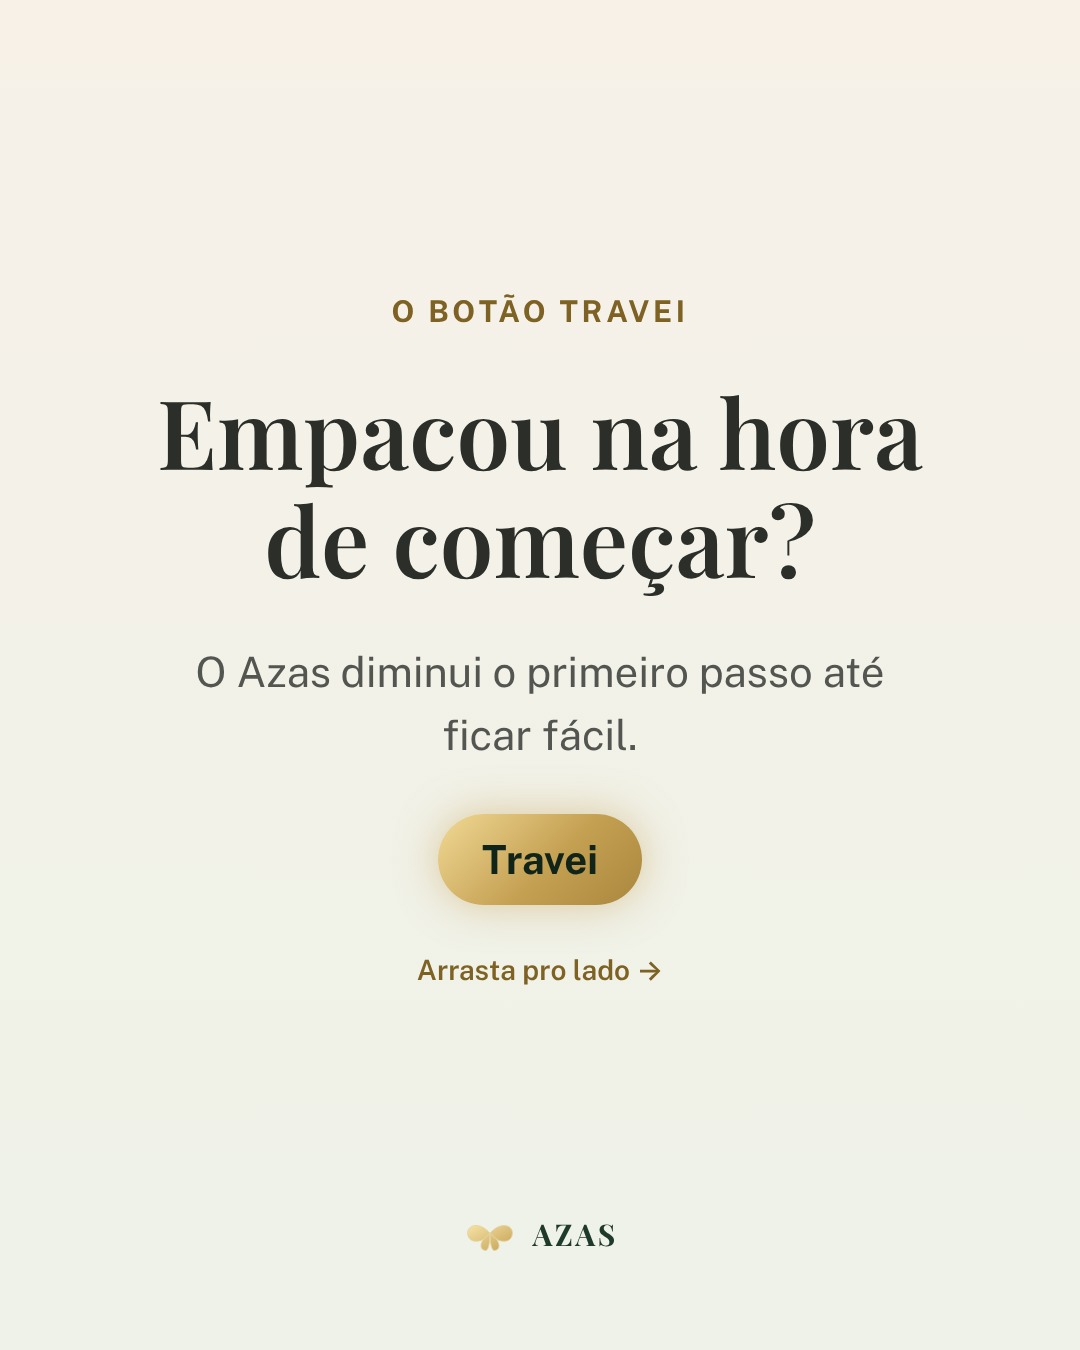 O BOTÃO TRAVEI
Empacou na hora
de começar?
O Azas diminui o primeiro passo até
ficar fácil.
Travei
Arrasta pro lado →
AZAS